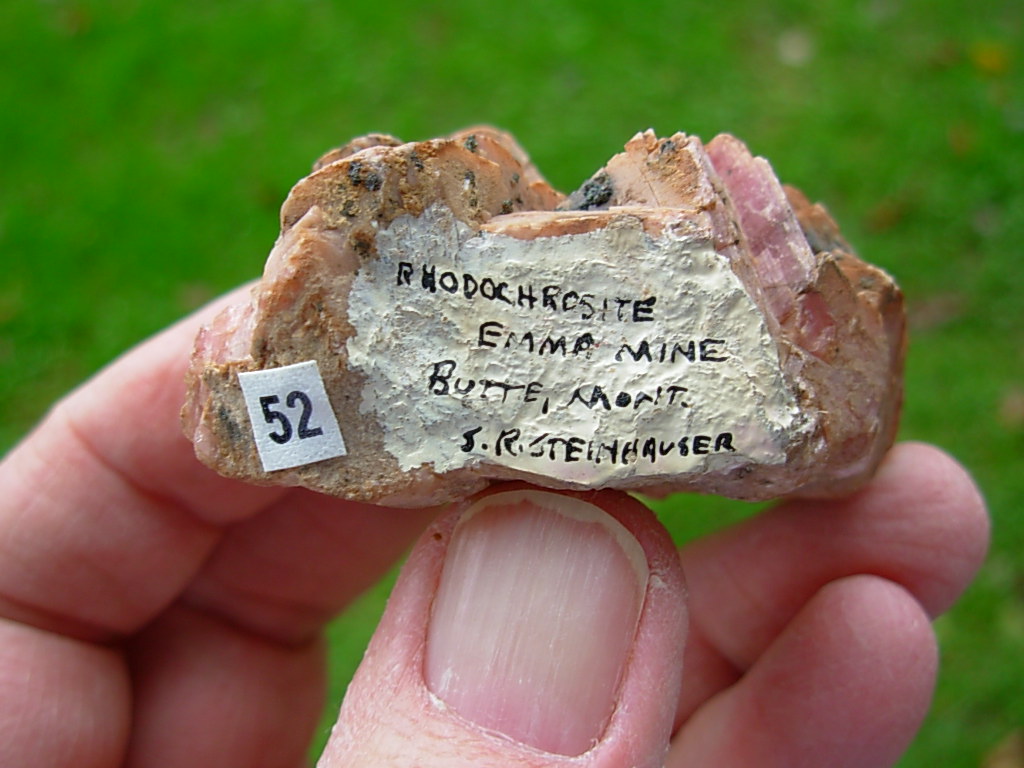 RHODOCHROSITE
EMMA MINE
BUTTE, MONT.
S.R. STEINHAUSER
52